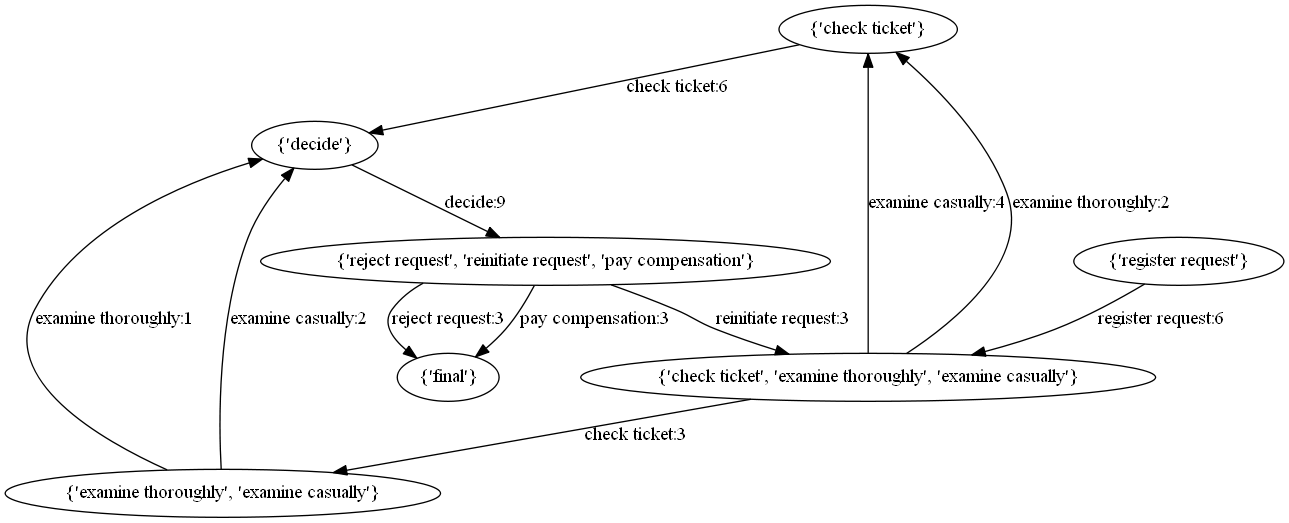 {'check ticket'}
check ticket:6
{'decide'}
decide:9
examine casually:4
examine thoroughly:2
{'reject request', 'reinitiate request', 'pay compensation'}
{'register request'}
examine thoroughly:1
examine casually:2
reject request:3
pay compensation:3
reinitiate request:3
register request:6
{'final'}
{'check ticket', 'examine thoroughly', 'examine casually'}
check ticket:3
{'examine thoroughly', 'examine casually'}